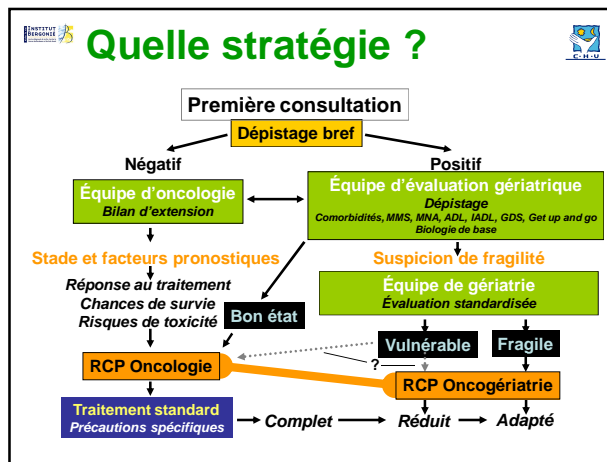 INSTITUT
BERGONIÉ
Quelle stratégie ?
C·H·U
Première consultation
Dépistage bref
Négatif
Positif
Équipe d'oncologie
Bilan d'extension
Équipe d'évaluation gériatrique
Dépistage
Comorbidités, MMS, MNA, ADL, IADL, GDS, Get up and go
Biologie de base
Stade et facteurs pronostiques
Suspicion de fragilité
Réponse au traitement
Chances de survie
Risques de toxicité
Bon état
Équipe de gériatrie
Évaluation standardisée
Vulnérable
Fragile
?
RCP Oncologie
RCP Oncogériatrie
Traitement standard
Précautions spécifiques
Complet
Réduit
Adapté